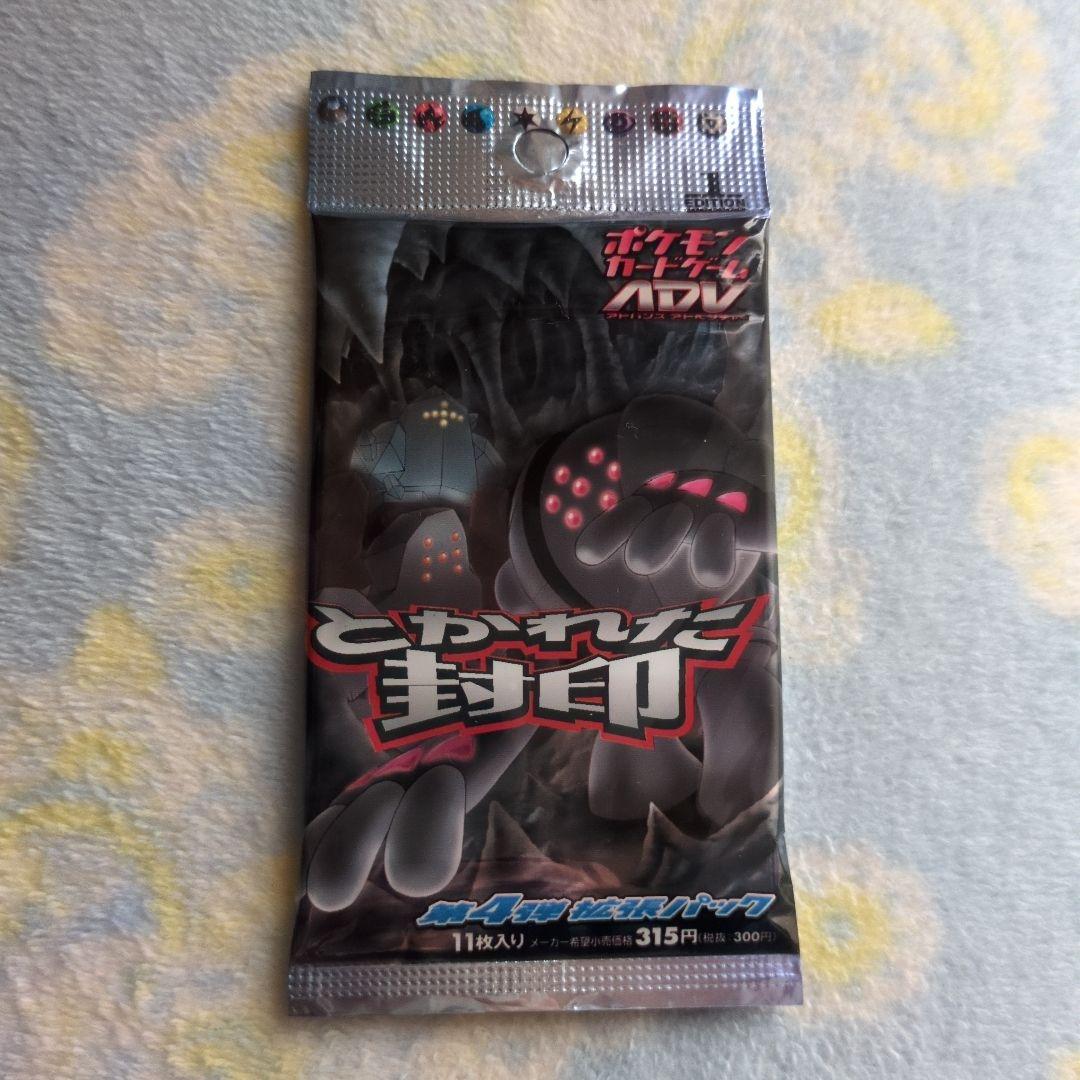 1
EDITION
ポケモン
カードゲーム
ADV
とかれた
封印
第4弾 拡張パック
11枚入り メーカー希望小売価格 315円(税抜 300円)